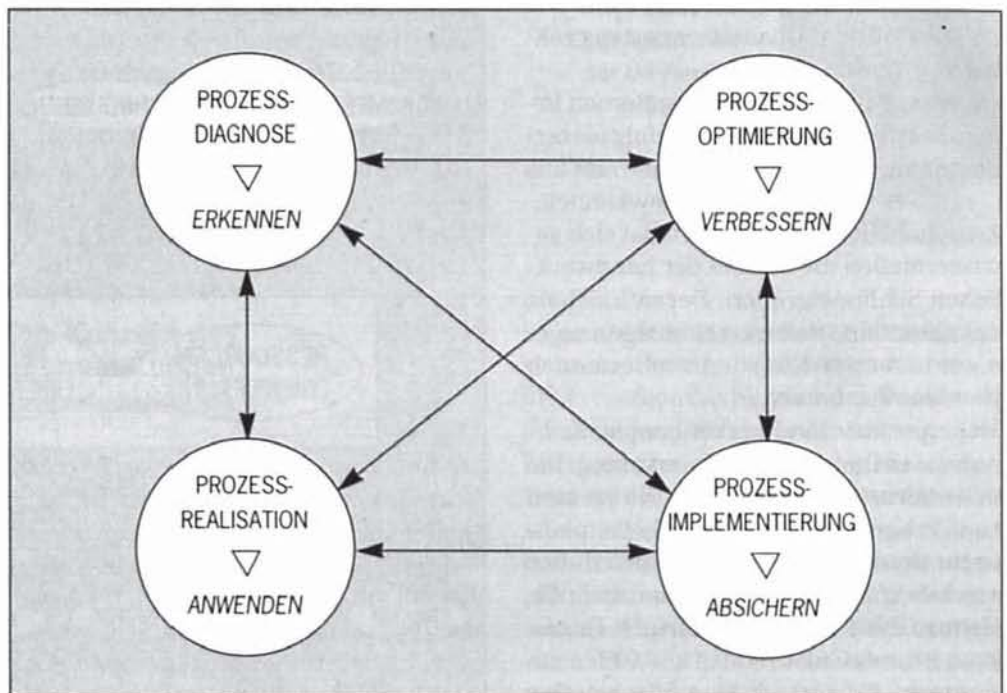 PROZESS-
DIAGNOSE
ERKENNEN
PROZESS-
OPTIMIERUNG
VERBESSERN
PROZESS-
REALISATION
ANWENDEN
PROZESS-
IMPLEMENTIERUNG
ABSICHERN